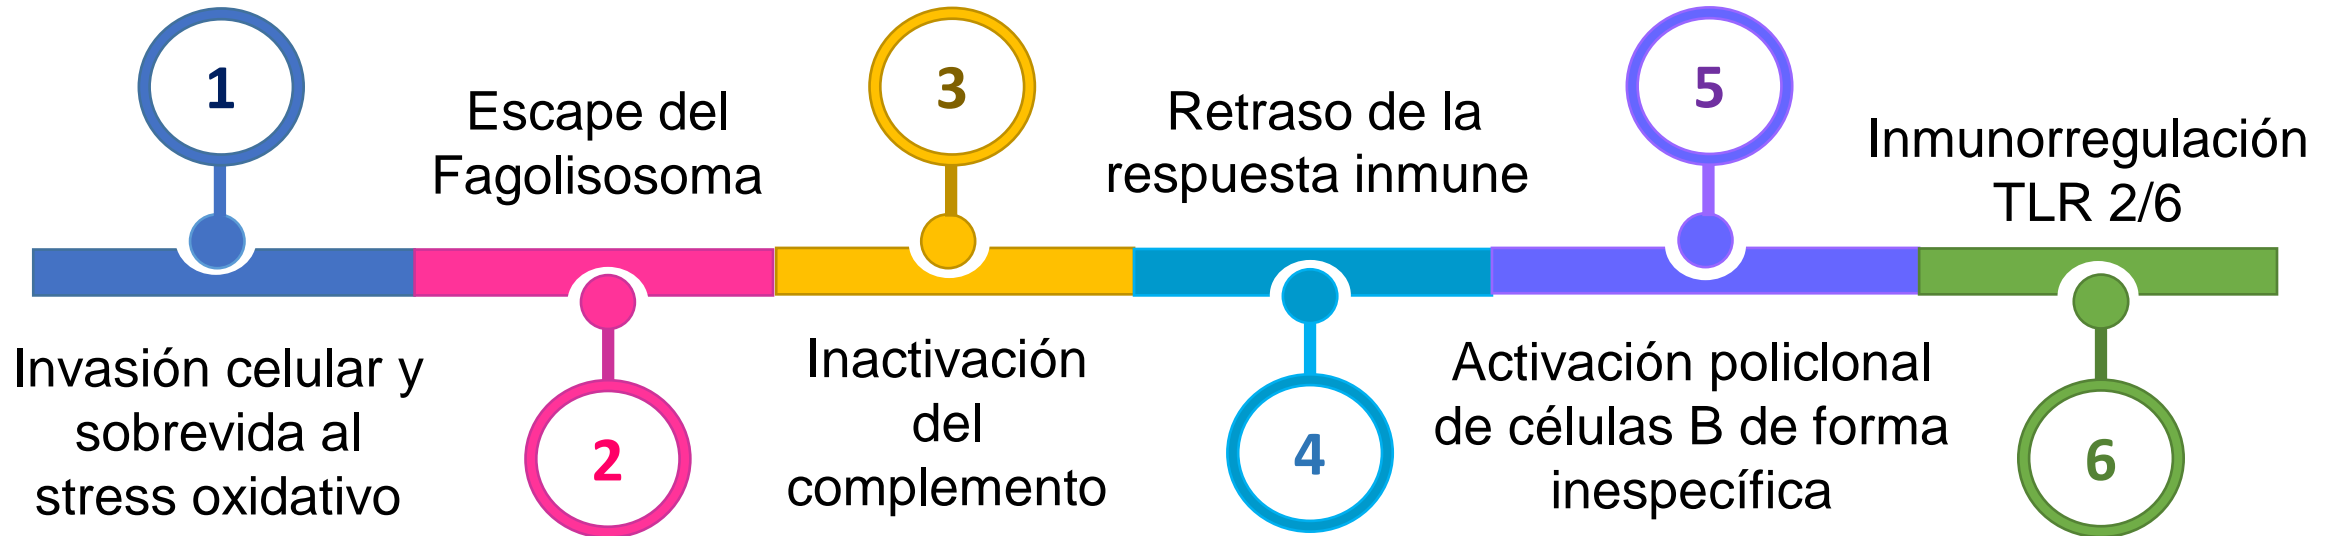 1
Invasión celular y
sobrevida al
stress oxidativo
Escape del
Fagolisosoma
2
3
Inactivación
del
complemento
Retraso de la
respuesta inmune
4
5
Activación policlonal
de células B de forma
inespecífica
Inmunorregulación
TLR 2/6
6